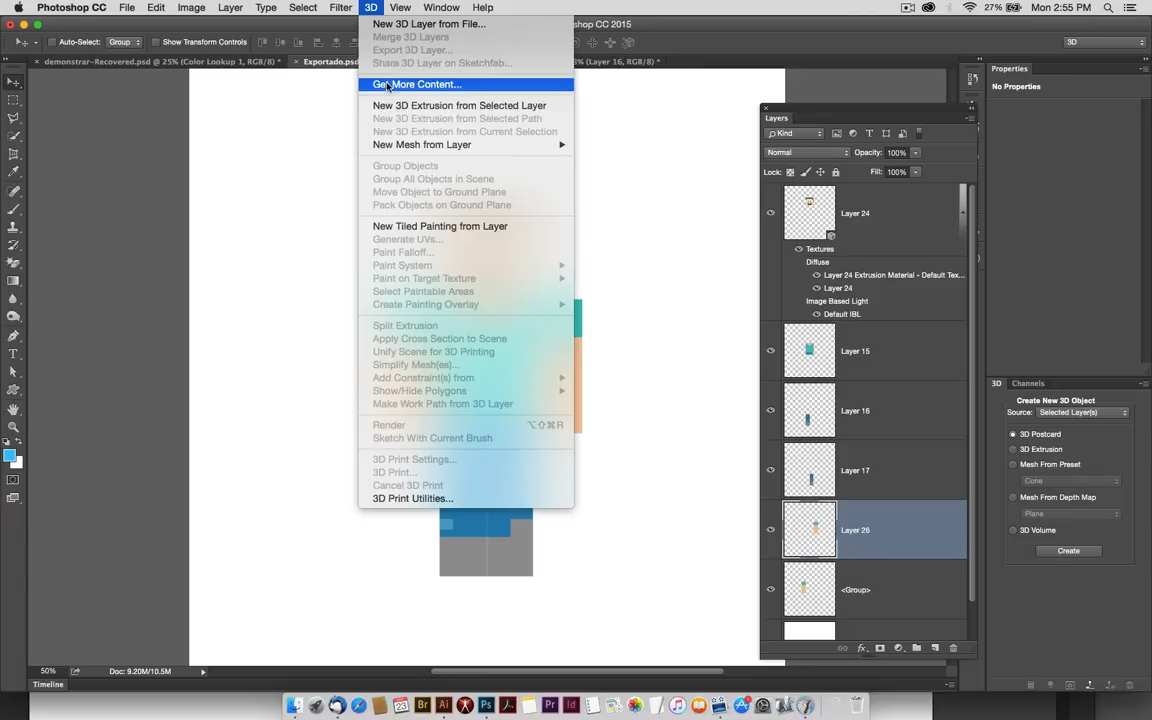 Photoshop CC File Edit Image Layer Type Select Filter 3D View Window Help 27% Mon 2:55 PM
Photoshop CC 2015
Auto-Select: Group Show Transform Controls 3D
demonstrar-Recovered.psd @ 25% (Color Lookup 1, RGB/8) * Exportado.psd 3% (Layer 16, RGB/8) *
New 3D Layer from File...
Merge 3D Layers
Export 3D Layer...
Share 3D Layer on Sketchfab...
Get More Content...
New 3D Extrusion from Selected Layer
New 3D Extrusion from Selected Path
New 3D Extrusion from Current Selection
New Mesh from Layer
Group Objects
Group All Objects in Scene
Move Object to Ground Plane
Pack Objects on Ground Plane
New Tiled Painting from Layer
Generate UVs...
Paint Falloff...
Paint System
Paint on Target Texture
Select Paintable Areas
Create Painting Overlay
Split Extrusion
Apply Cross Section to Scene
Unify Scene for 3D Printing
Simplify Mesh(es)...
Add Constraint(s) from
Show/Hide Polygons
Make Work Path from 3D Layer
Render ⌥⇧⌘R
Sketch With Current Brush
3D Print Settings...
3D Print...
Cancel 3D Print
3D Print Utilities...
Layers
Kind
Normal Opacity: 100%
Lock: Fill: 100%
Layer 24
Textures
Diffuse
Layer 24 Extrusion Material - Default Tex...
Layer 24
Image Based Light
Default IBL
Layer 15
Layer 16
Layer 17
Layer 26
<Group>
fx
Properties
No Properties
3D Channels
Create New 3D Object
Source: Selected Layer(s)
3D Postcard
3D Extrusion
Mesh From Preset
Cone
Mesh From Depth Map
Plane
3D Volume
Create
50% Doc: 9.20M/10.5M
Timeline
Br Ai Ps Pr Id